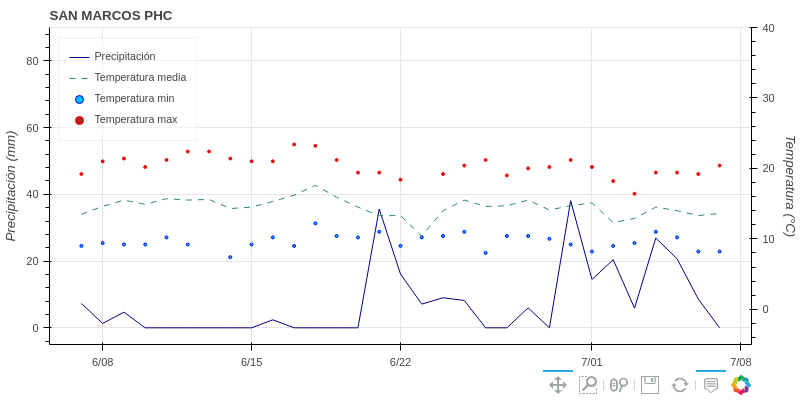 SAN MARCOS PHC
Precipitación
Temperatura media
Temperatura min
Temperatura max
Precipitación (mm)
80
60
40
20
0
Temperatura (°C)
40
30
20
10
0
6/08
6/15
6/22
7/01
7/08